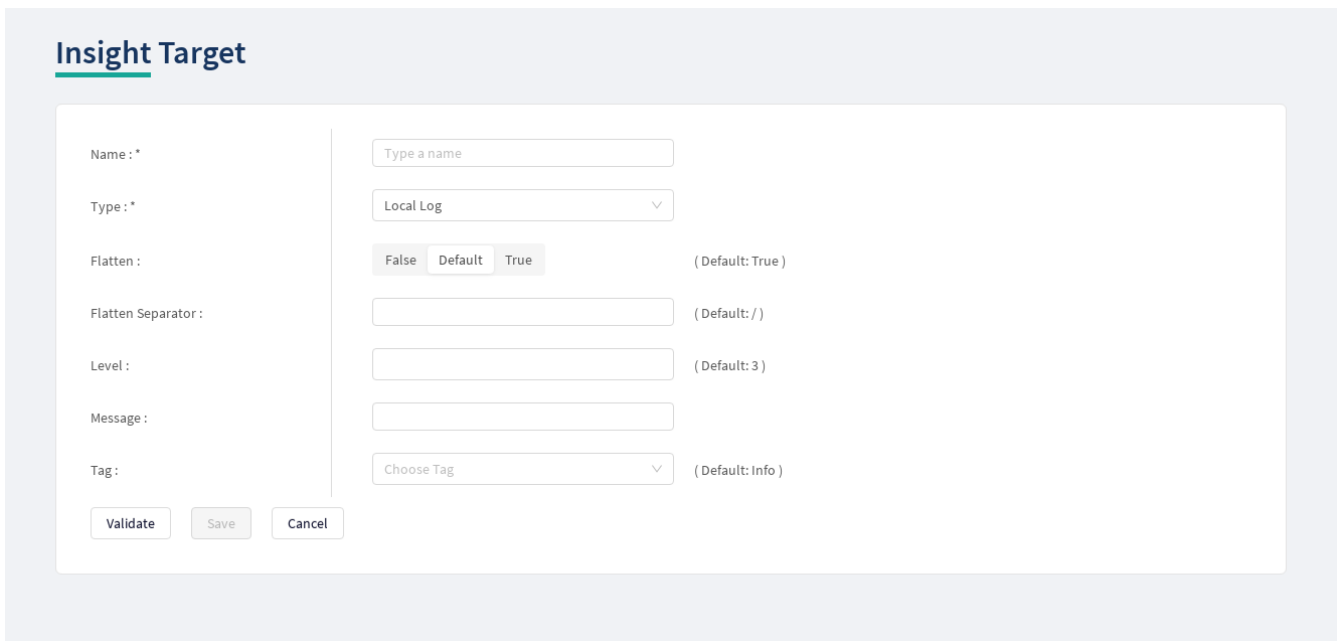 Insight Target
Name : * Type a name
Type : * Local Log
Flatten : False Default True ( Default: True )
Flatten Separator : ( Default: / )
Level : ( Default: 3 )
Message :
Tag : Choose Tag ( Default: Info )
Validate Save Cancel